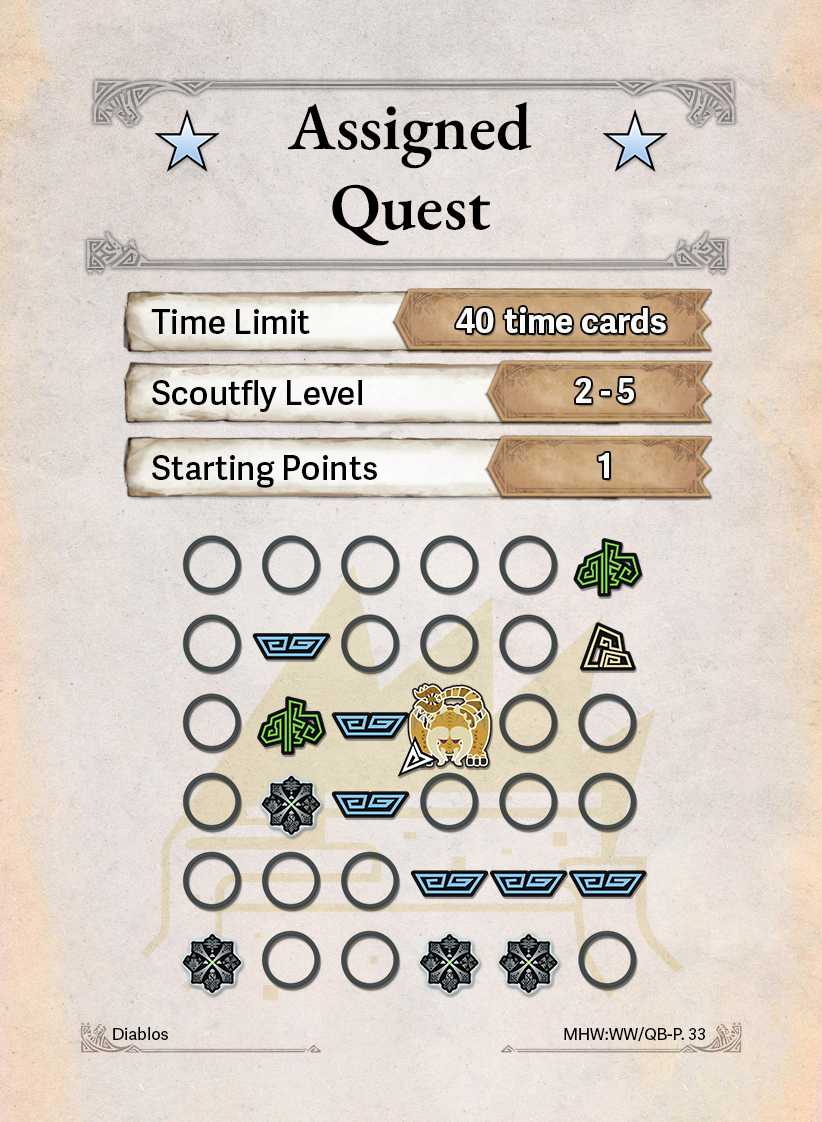 Assigned
Quest
Time Limit
40 time cards
Scoutfly Level
2 - 5
Starting Points
1
Diablos
MHW:WW/QB-P. 33